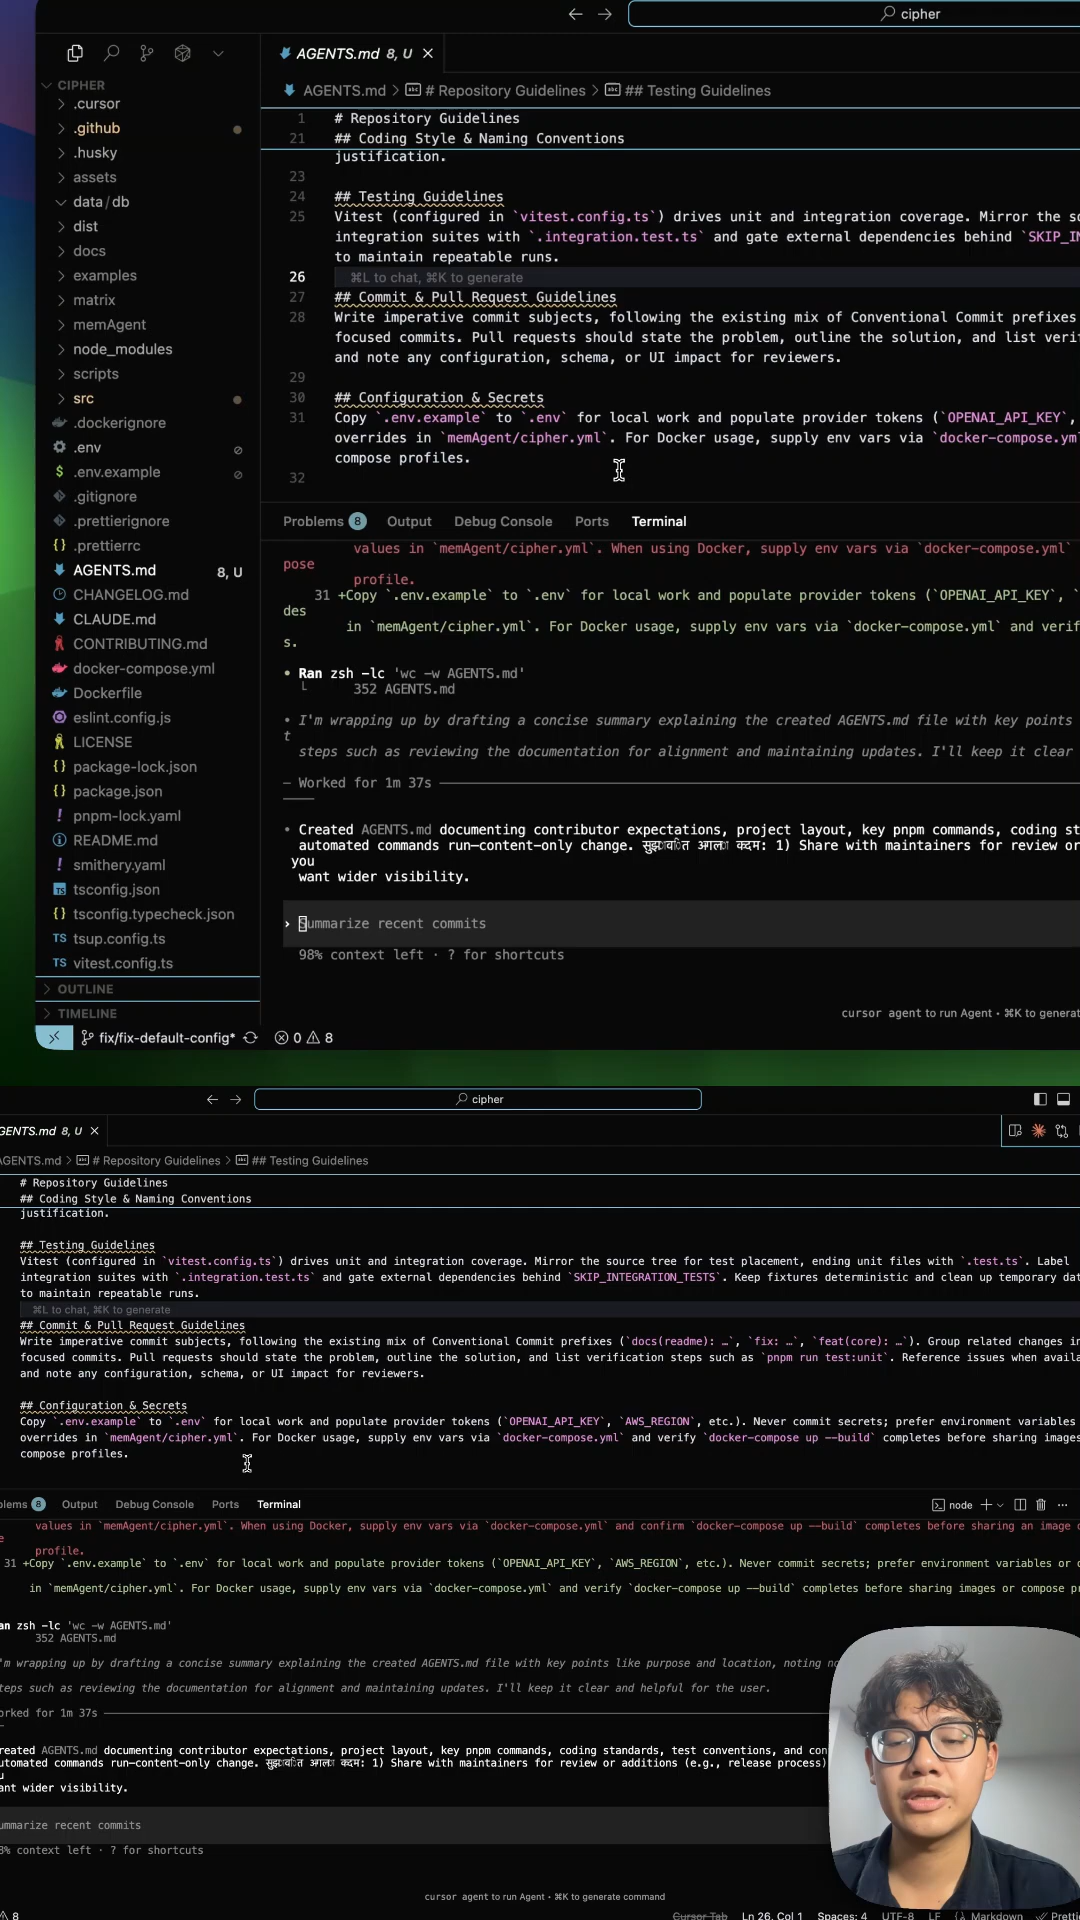 cipher
AGENTS.md 8, U
CIPHER
AGENTS.md > # Repository Guidelines > ## Testing Guidelines
.cursor
.github
.husky
assets
data/db
dist
docs
examples
matrix
memAgent
node_modules
scripts
src
.dockerignore
.env
.env.example
.gitignore
.prettierignore
.prettierrc
AGENTS.md 8, U
CHANGELOG.md
CLAUDE.md
CONTRIBUTING.md
docker-compose.yml
Dockerfile
eslint.config.js
LICENSE
package-lock.json
package.json
pnpm-lock.yaml
README.md
smithery.yaml
tsconfig.json
tsconfig.typecheck.json
TS tsup.config.ts
TS vitest.config.ts
OUTLINE
TIMELINE
1 # Repository Guidelines
21 ## Coding Style & Naming Conventions
justification.
23
24 ## Testing Guidelines
25 Vitest (configured in `vitest.config.ts`) drives unit and integration coverage. Mirror the so
integration suites with `.integration.test.ts` and gate external dependencies behind `SKIP_IN
to maintain repeatable runs.
26 ⌘L to chat, ⌘K to generate
27 ## Commit & Pull Request Guidelines
28 Write imperative commit subjects, following the existing mix of Conventional Commit prefixes
focused commits. Pull requests should state the problem, outline the solution, and list verif
and note any configuration, schema, or UI impact for reviewers.
29
30 ## Configuration & Secrets
31 Copy `.env.example` to `.env` for local work and populate provider tokens (`OPENAI_API_KEY`,
overrides in `memAgent/cipher.yml`. For Docker usage, supply env vars via `docker-compose.yml
compose profiles.
32
Problems 8 Output Debug Console Ports Terminal
values in `memAgent/cipher.yml`. When using Docker, supply env vars via `docker-compose.yml`
pose
profile.
31 +Copy `.env.example` to `.env` for local work and populate provider tokens (`OPENAI_API_KEY`, `
des
in `memAgent/cipher.yml`. For Docker usage, supply env vars via `docker-compose.yml` and verif
s.
• Ran zsh -lc 'wc -w AGENTS.md'
└ 352 AGENTS.md
• I'm wrapping up by drafting a concise summary explaining the created AGENTS.md file with key points
t
steps such as reviewing the documentation for alignment and maintaining updates. I'll keep it clear
— Worked for 1m 37s
• Created AGENTS.md documenting contributor expectations, project layout, key pnpm commands, coding st
automated commands run—content-only change. सुझावित अगला कदम: 1) Share with maintainers for review or
you
want wider visibility.
› Summarize recent commits
98% context left · ? for shortcuts
cursor agent to run Agent • ⌘K to generat
fix/fix-default-config* 0 8
cipher
GENTS.md 8, U
AGENTS.md > # Repository Guidelines > ## Testing Guidelines
# Repository Guidelines
## Coding Style & Naming Conventions
justification.
## Testing Guidelines
Vitest (configured in `vitest.config.ts`) drives unit and integration coverage. Mirror the source tree for test placement, ending unit files with `.test.ts`. Label
integration suites with `.integration.test.ts` and gate external dependencies behind `SKIP_INTEGRATION_TESTS`. Keep fixtures deterministic and clean up temporary dat
to maintain repeatable runs.
⌘L to chat, ⌘K to generate
## Commit & Pull Request Guidelines
Write imperative commit subjects, following the existing mix of Conventional Commit prefixes (`docs(readme): …`, `fix: …`, `feat(core): …`). Group related changes in
focused commits. Pull requests should state the problem, outline the solution, and list verification steps such as `pnpm run test:unit`. Reference issues when availa
and note any configuration, schema, or UI impact for reviewers.
## Configuration & Secrets
Copy `.env.example` to `.env` for local work and populate provider tokens (`OPENAI_API_KEY`, `AWS_REGION`, etc.). Never commit secrets; prefer environment variables
overrides in `memAgent/cipher.yml`. For Docker usage, supply env vars via `docker-compose.yml` and verify `docker-compose up --build` completes before sharing images
compose profiles.
blems 8 Output Debug Console Ports Terminal node
values in `memAgent/cipher.yml`. When using Docker, supply env vars via `docker-compose.yml` and confirm `docker-compose up --build` completes before sharing an image
e
profile.
31 +Copy `.env.example` to `.env` for local work and populate provider tokens (`OPENAI_API_KEY`, `AWS_REGION`, etc.). Never commit secrets; prefer environment variables or
in `memAgent/cipher.yml`. For Docker usage, supply env vars via `docker-compose.yml` and verify `docker-compose up --build` completes before sharing images or compose pro
an zsh -lc 'wc -w AGENTS.md'
352 AGENTS.md
'm wrapping up by drafting a concise summary explaining the created AGENTS.md file with key points like purpose and location, noting no
teps such as reviewing the documentation for alignment and maintaining updates. I'll keep it clear and helpful for the user.
orked for 1m 37s
reated AGENTS.md documenting contributor expectations, project layout, key pnpm commands, coding standards, test conventions, and con
utomated commands run—content-only change. सुझावित अगला कदम: 1) Share with maintainers for review or additions (e.g., release process)
u
ant wider visibility.
ummarize recent commits
8% context left · ? for shortcuts
cursor agent to run Agent • ⌘K to generate command
8 Cursor Tab Ln 26, Col 1 Spaces: 4 UTF-8 LF Markdown Pretti